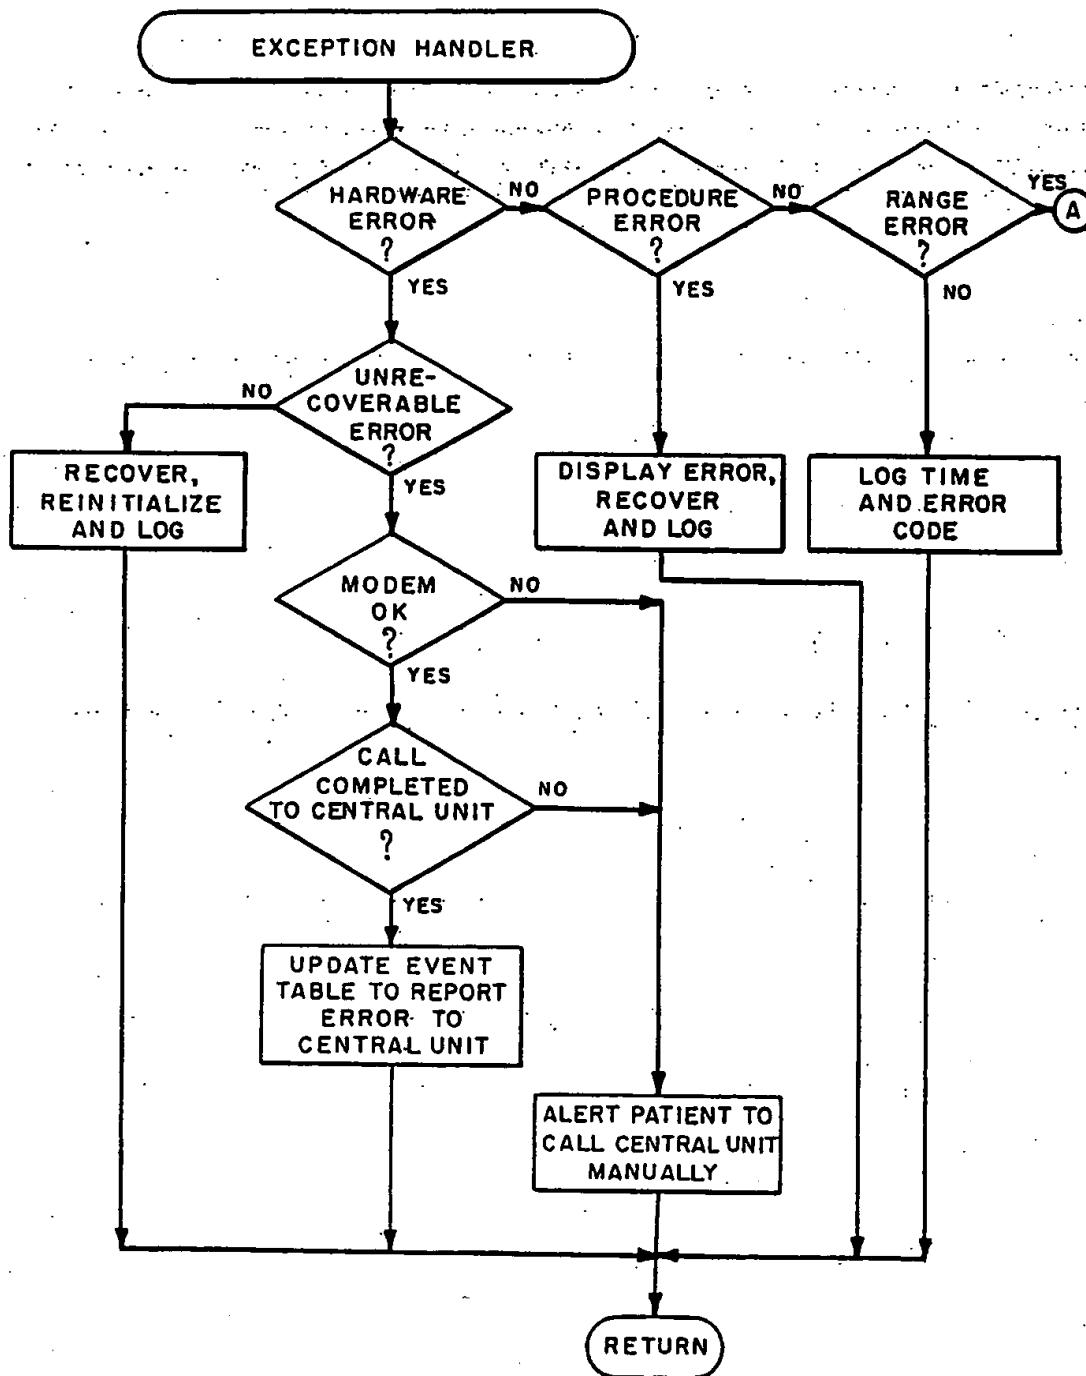 EXCEPTION HANDLER
HARDWARE
ERROR
?
NO
YES
PROCEDURE
ERROR
?
NO
YES
RANGE
ERROR
?
YES
A
NO
UNRE-
COVERABLE
ERROR
?
NO
YES
RECOVER,
REINITIALIZE
AND LOG
DISPLAY ERROR,
RECOVER
AND LOG
LOG TIME
AND ERROR
CODE
MODEM
OK
?
NO
YES
CALL
COMPLETED
TO CENTRAL UNIT
?
NO
YES
UPDATE EVENT
TABLE TO REPORT
ERROR TO
CENTRAL UNIT
ALERT PATIENT TO
CALL CENTRAL UNIT
MANUALLY
RETURN